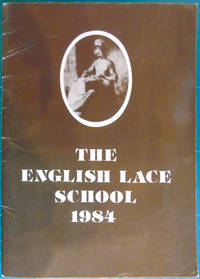 THE
ENGLISH LACE
SCHOOL
1984